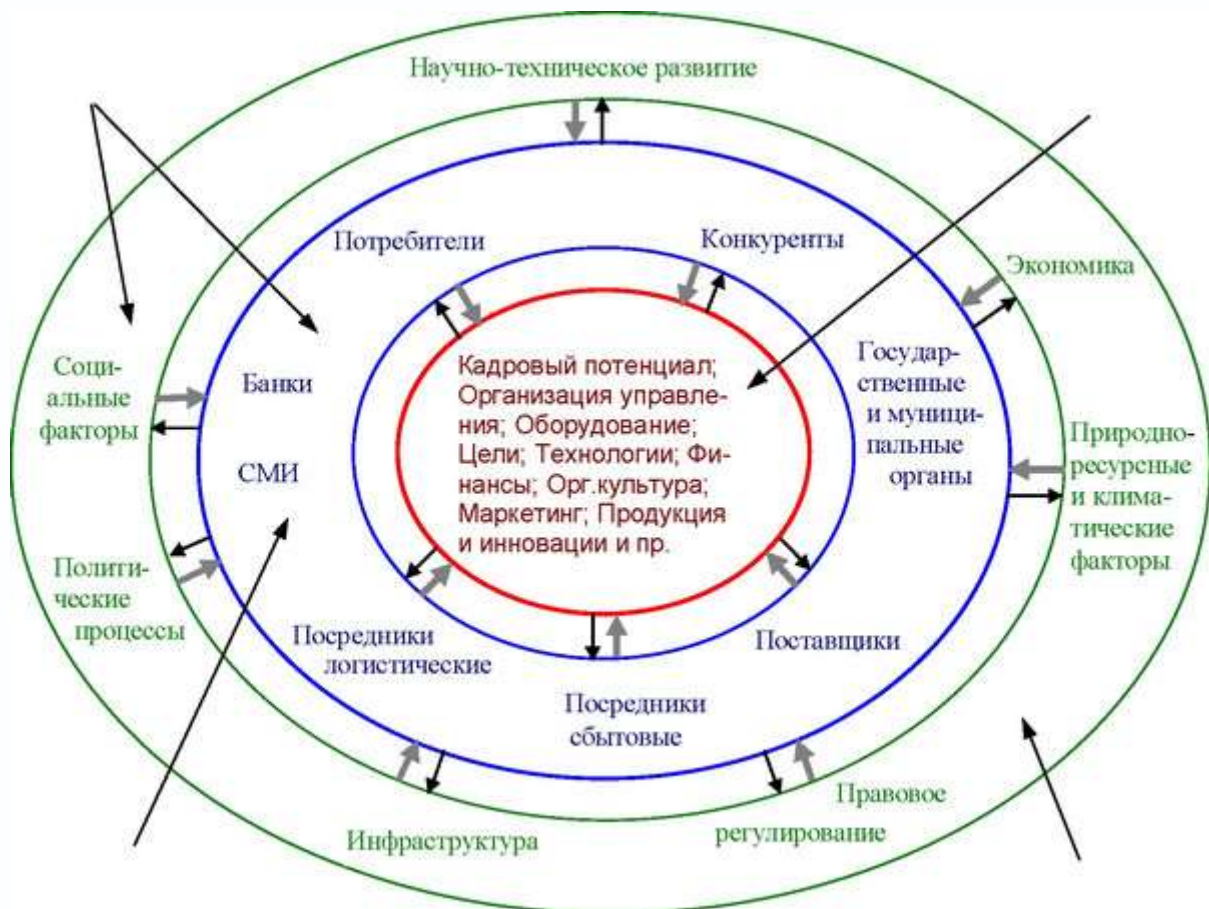 Научно-техническое развитие
Потребители
Конкуренты
Экономика
Соци-
альные
факторы
Банки
СМИ
Кадровый потенциал;
Организация управле-
ния; Оборудование;
Цели; Технологии; Фи-
нансы; Орг.культура;
Маркетинг; Продукция
и инновации и пр.
Государ-
ственные
и муници-
пальные
органы
Природно-
ресурсные
и клима-
тические
факторы
Полити-
ческие
процессы
Посредники
логистические
Поставщики
Посредники
сбытовые
Инфраструктура
Правовое
регулирование